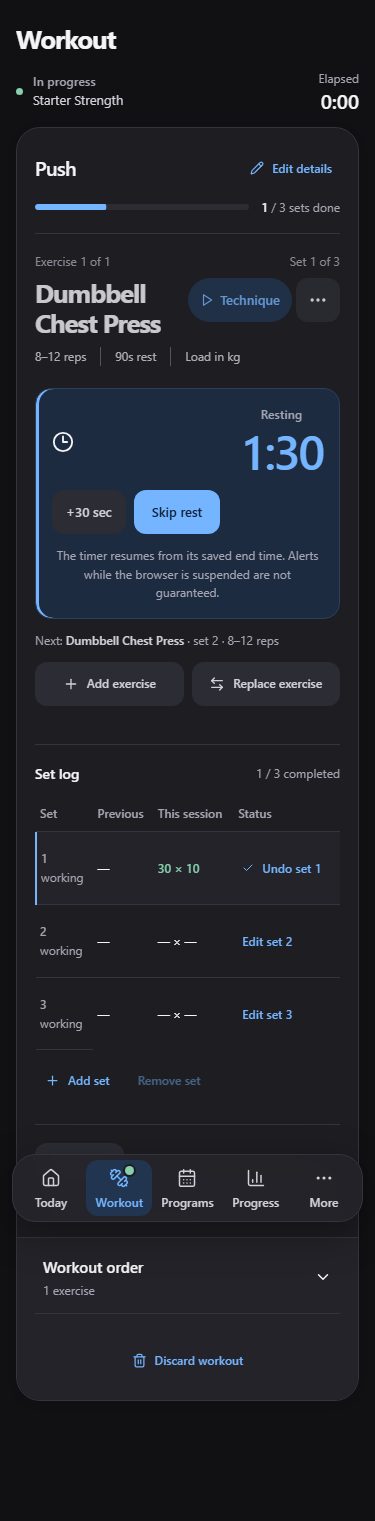 Workout
In progress
Starter Strength
Elapsed
0:00
Push
Edit details
1 / 3 sets done
Exercise 1 of 1
Set 1 of 3
Dumbbell
Chest Press
Technique
8–12 reps
90s rest
Load in kg
Resting
1:30
+30 sec
Skip rest
The timer resumes from its saved end time. Alerts
while the browser is suspended are not
guaranteed.
Next: Dumbbell Chest Press · set 2 · 8–12 reps
Add exercise
Replace exercise
Set log
1 / 3 completed
Set Previous This session Status
1
working
—
30 × 10
Undo set 1
2
working
—
— × —
Edit set 2
3
working
—
— × —
Edit set 3
Add set
Remove set
Today
Workout
Programs
Progress
More
Workout order
1 exercise
Discard workout